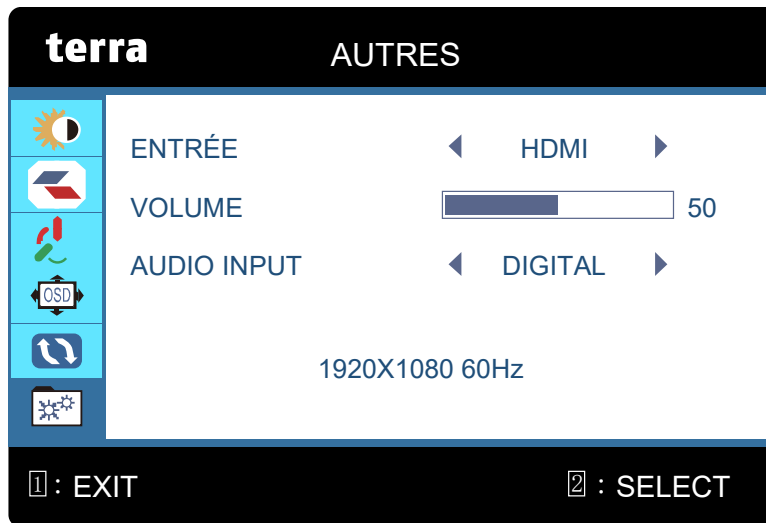 terra AUTRES
ENTRÉE HDMI
VOLUME 50
AUDIO INPUT DIGITAL
OSD
1920X1080 60Hz
1 : EXIT 2 : SELECT